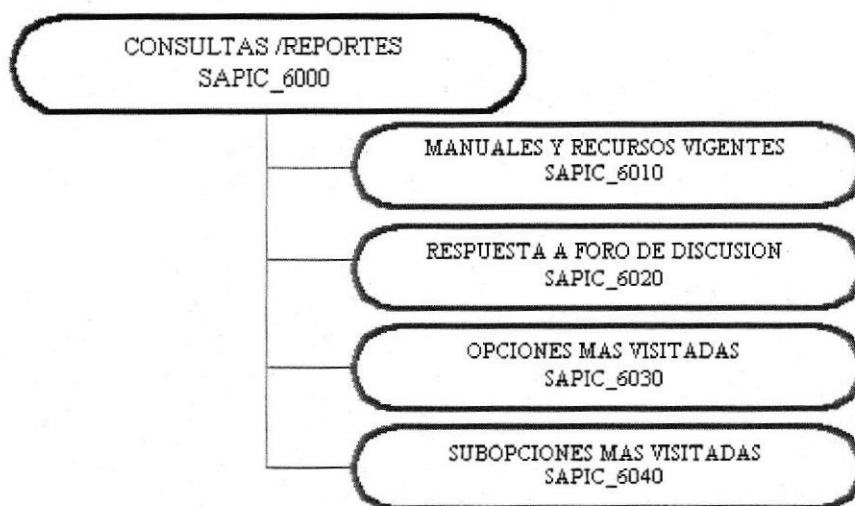 CONSULTAS /REPORTES
SAPIC_6000
MANUALES Y RECURSOS VIGENTES
SAPIC_6010
RESPUESTA A FORO DE DISCUSION
SAPIC_6020
OPCIONES MAS VISITADAS
SAPIC_6030
SUBOPCIONES MAS VISITADAS
SAPIC_6040